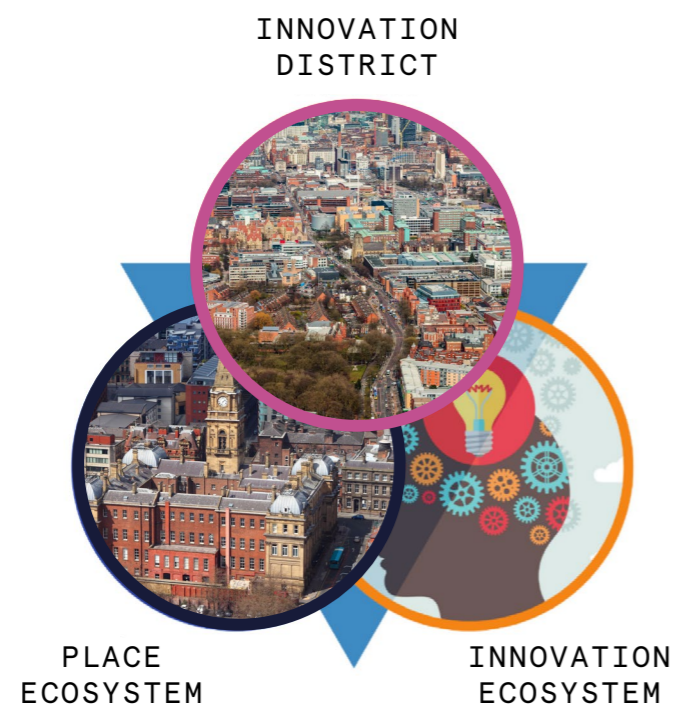 INNOVATION
DISTRICT
PLACE
ECOSYSTEM
INNOVATION
ECOSYSTEM